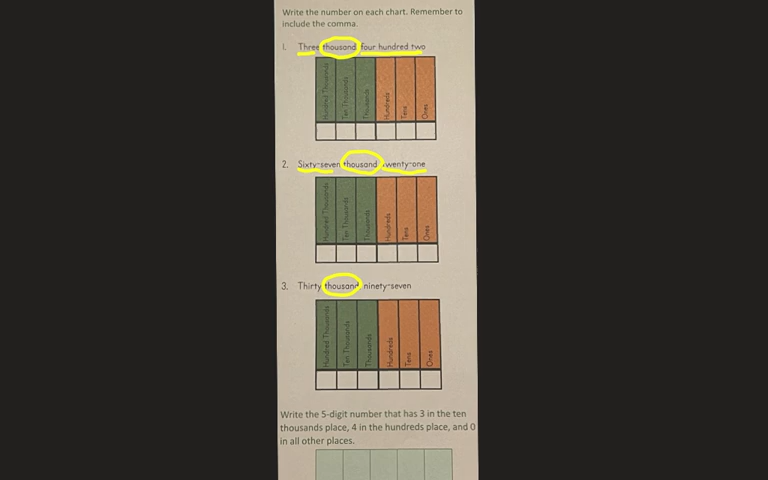 Write the number on each chart. Remember to
include the comma.
1. Three thousand four hundred two
Hundred Thousands
Ten Thousands
Thousands
Hundreds
Tens
Ones
2. Sixty-seven thousand twenty-one
Hundred Thousands
Ten Thousands
Thousands
Hundreds
Tens
Ones
3. Thirty thousand ninety-seven
Hundred Thousands
Ten Thousands
Thousands
Hundreds
Tens
Ones
Write the 5-digit number that has 3 in the ten
thousands place, 4 in the hundreds place, and 0
in all other places.